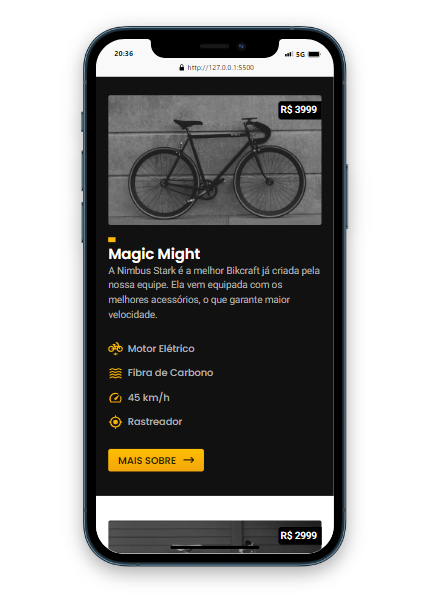 20:36
5G
http://127.0.0.1:5500
R$ 3999
Magic Might
A Nimbus Stark é a melhor Bikcraft já criada pela
nossa equipe. Ela vem equipada com os
melhores acessórios, o que garante maior
velocidade.
Motor Elétrico
Fibra de Carbono
45 km/h
Rastreador
MAIS SOBRE
R$ 2999